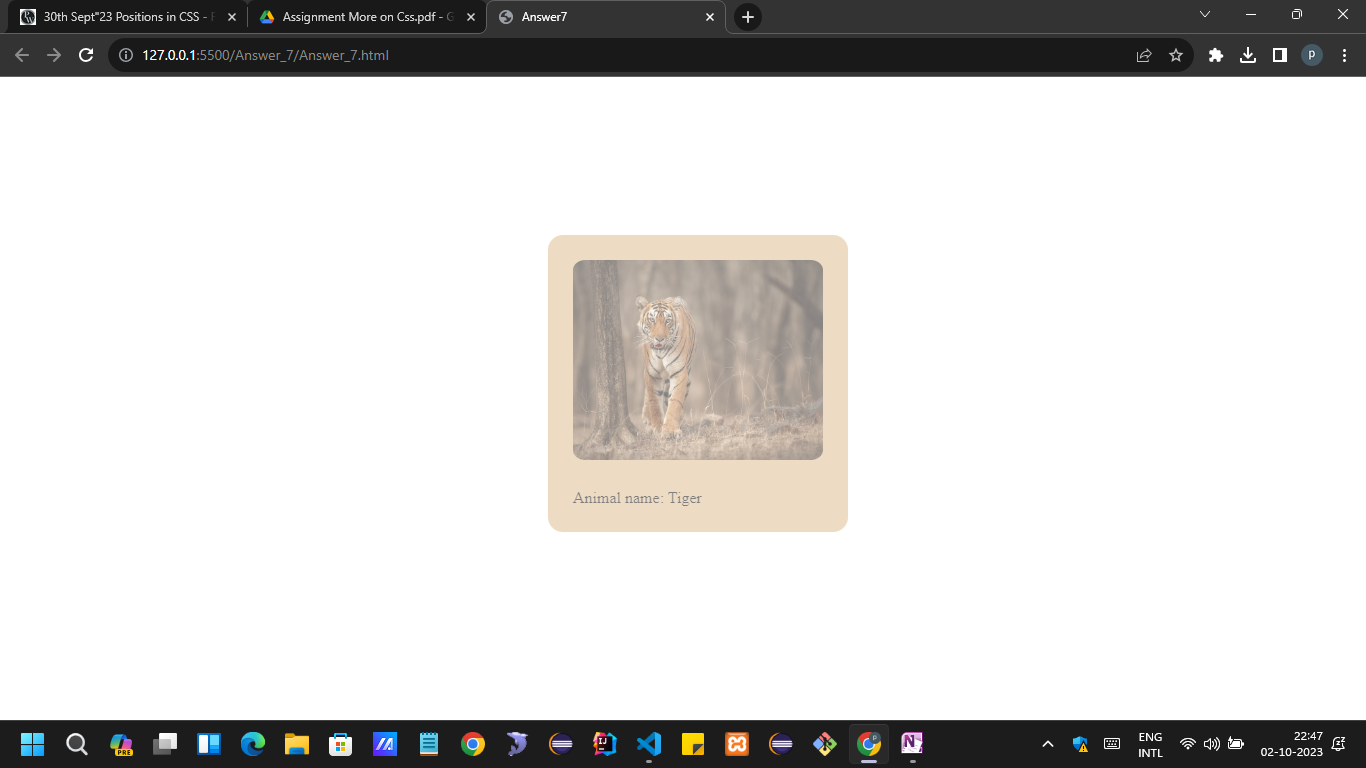 30th Sept"23 Positions in CSS -
Assignment More on Css.pdf - G
Answer7
127.0.0.1:5500/Answer_7/Answer_7.html
p
Animal name: Tiger
PRE
IJ
N
P
ENG
INTL
22:47
02-10-2023